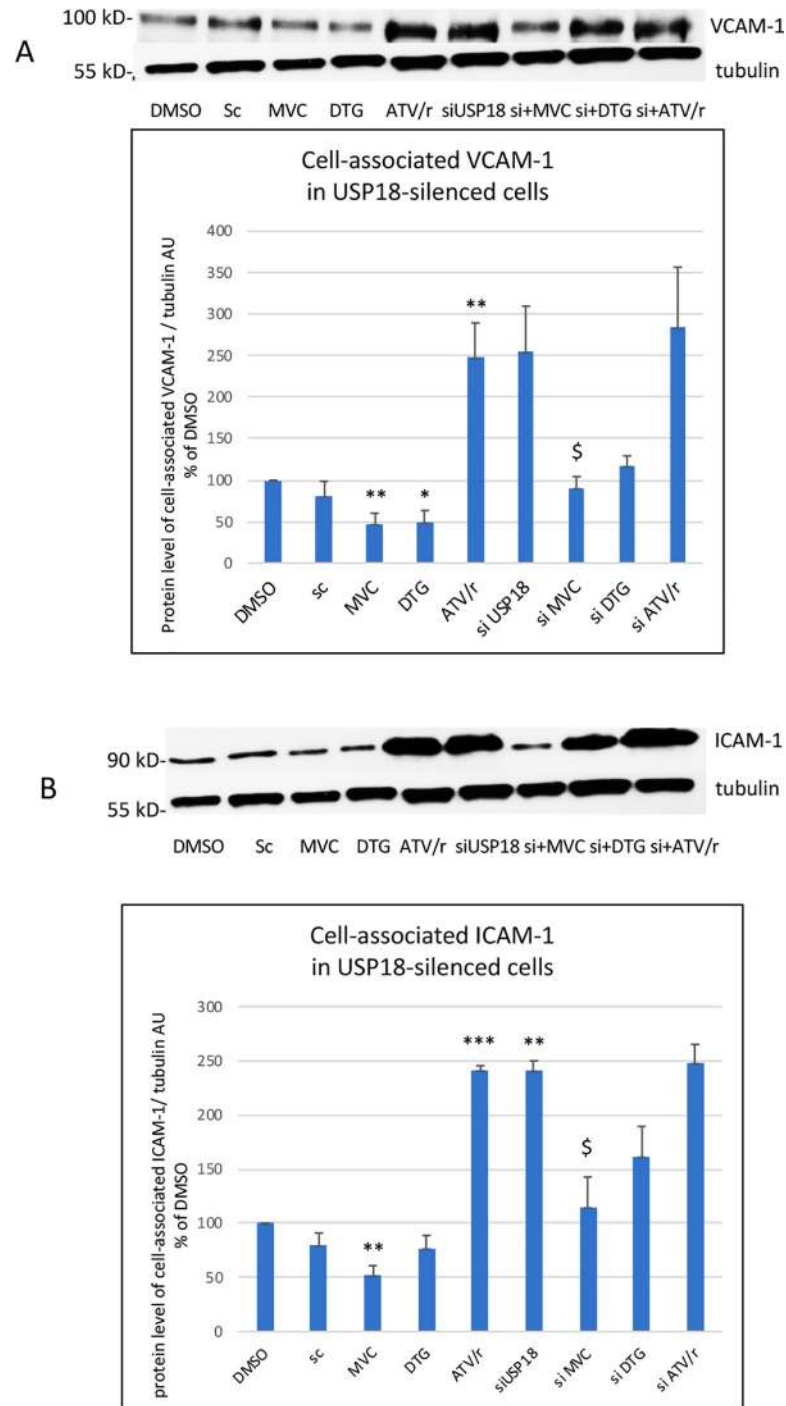 100 kD-
VCAM-1
A
55 kD-,
tubulin
DMSO Sc MVC DTG ATV/r siUSP18 si+MVC si+DTG si+ATV/r
Cell-associated VCAM-1
in USP18-silenced cells
Protein level of cell-associated VCAM-1 / tubulin AU
% of DMSO
400
350
300
250
200
150
100
50
0
**
*
**
$
DMSO
sc
MVC
DTG
ATV/r
si USP18
si MVC
si DTG
si ATV/r
ICAM-1
90 kD-
B
tubulin
55 kD-
DMSO Sc MVC DTG ATV/r siUSP18 si+MVC si+DTG si+ATV/r
Cell-associated ICAM-1
in USP18-silenced cells
protein level of cell-associated ICAM-1/ tubulin AU
% of DMSO
300
250
200
150
100
50
0
**
***
**
$
DMSO
sc
MVC
DTG
ATV/r
siUSP18
si MVC
si DTG
si ATV/r